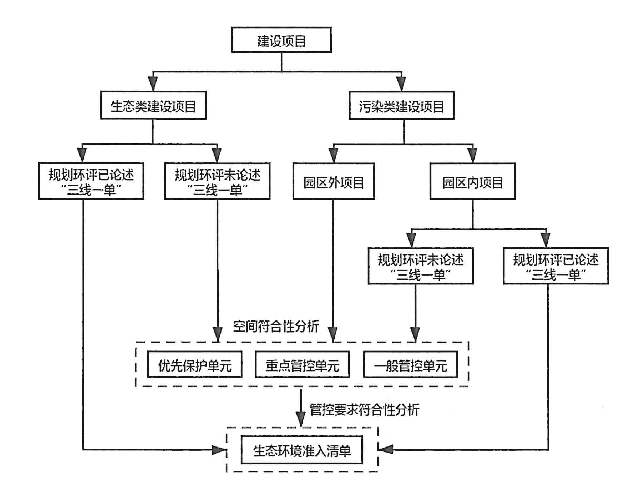 建设项目
生态类建设项目
污染类建设项目
规划环评已论述
“三线一单”
规划环评未论述
“三线一单”
园区外项目
园区内项目
规划环评未论述
“三线一单”
规划环评已论述
“三线一单”
空间符合性分析
优先保护单元
重点管控单元
一般管控单元
管控要求符合性分析
生态环境准入清单